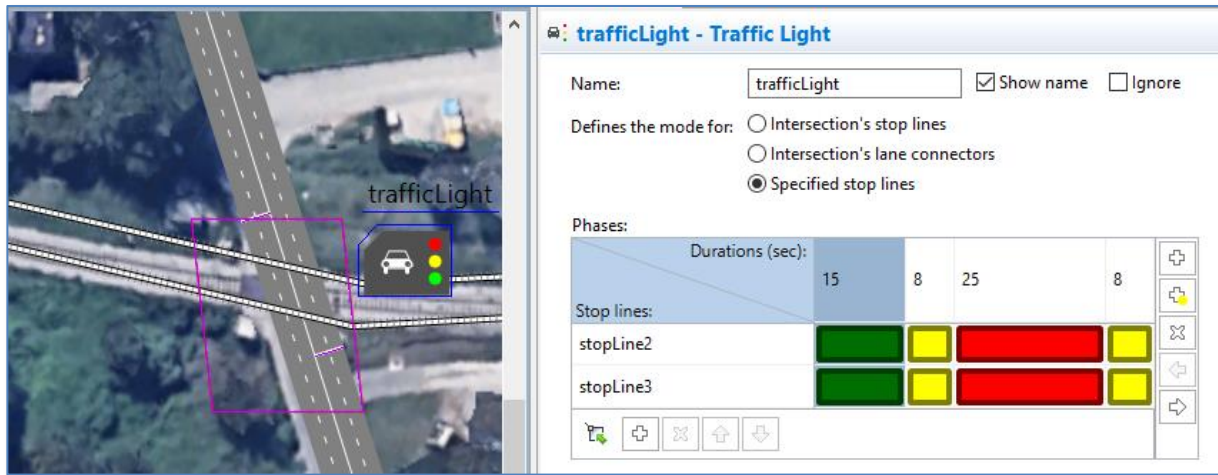 trafficLight
trafficLight - Traffic Light
Name:
trafficLight
Show name
Ignore
Defines the mode for:
Intersection's stop lines
Intersection's lane connectors
Specified stop lines
Phases:
Durations (sec):
15
8
25
8
Stop lines:
stopLine2
stopLine3